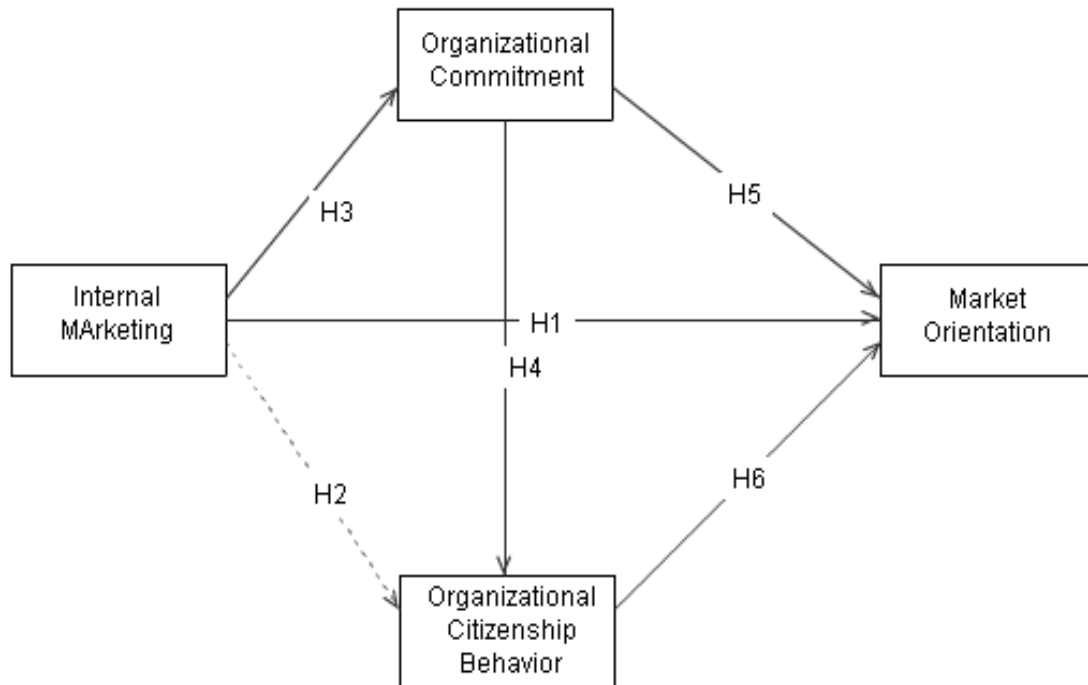 Organizational
Commitment
H3
H5
Internal
MArketing
H1
Market
Orientation
H4
H2
H6
Organizational
Citizenship
Behavior